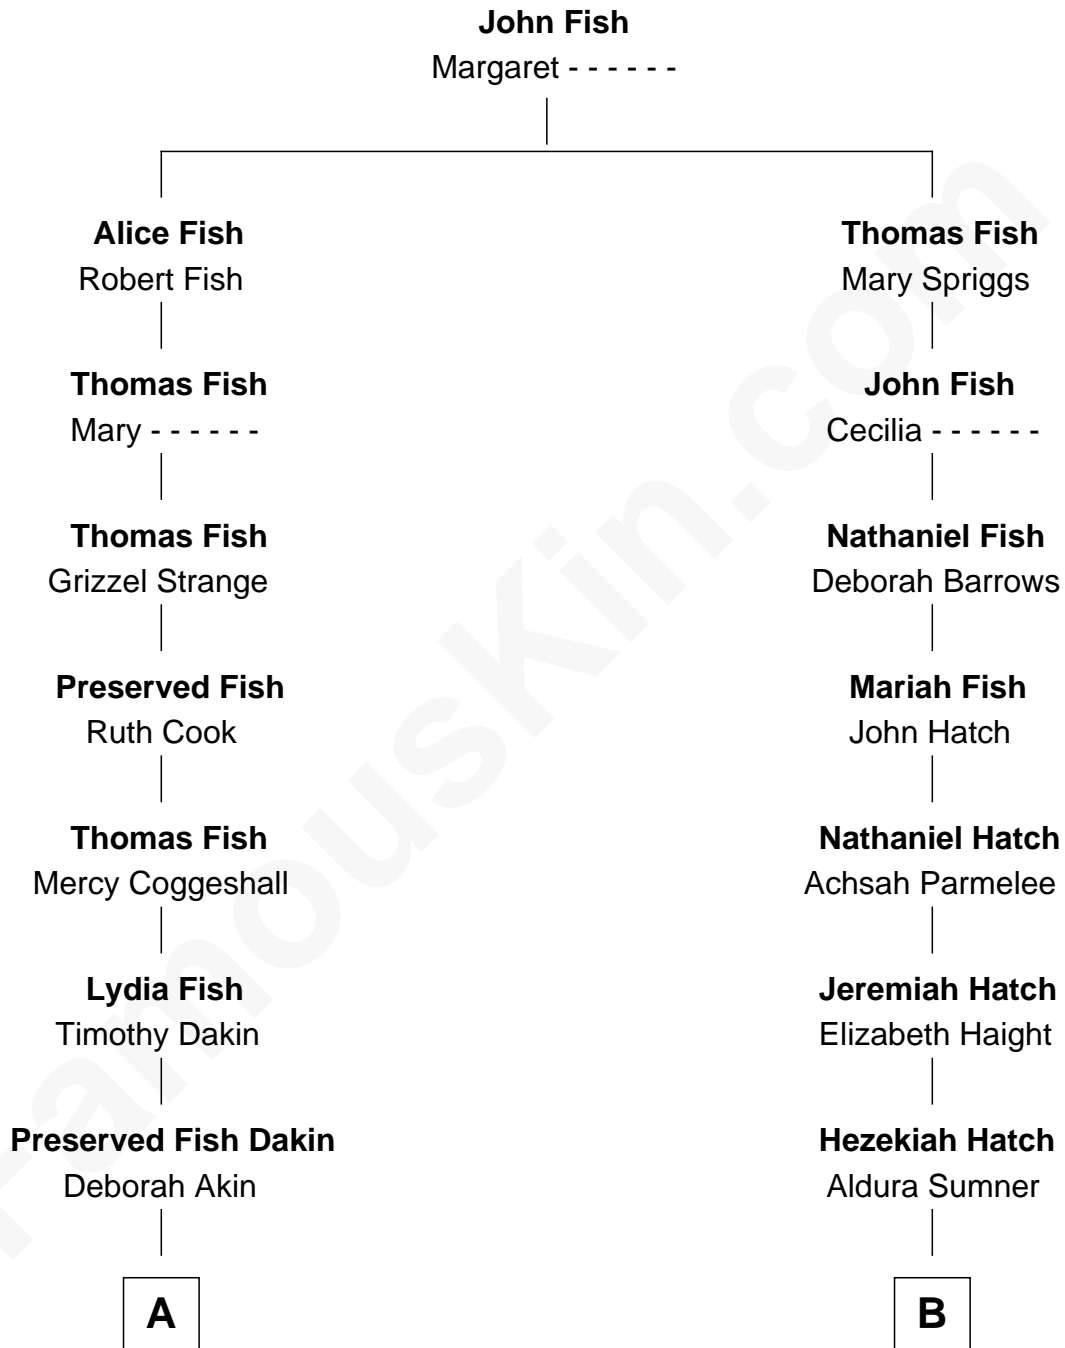 John Fish
Margaret - - - - - -
Alice Fish
Robert Fish
Thomas Fish
Mary Spriggs
Thomas Fish
Mary - - - - - -
John Fish
Cecilia - - - - - -
Thomas Fish
Grizzel Strange
Nathaniel Fish
Deborah Barrows
Preserved Fish
Ruth Cook
Mariah Fish
John Hatch
Thomas Fish
Mercy Coggeshall
Nathaniel Hatch
Achsah Parmelee
Lydia Fish
Timothy Dakin
Jeremiah Hatch
Elizabeth Haight
Preserved Fish Dakin
Deborah Akin
Hezekiah Hatch
Aldura Sumner
A
B
FamousKin.com